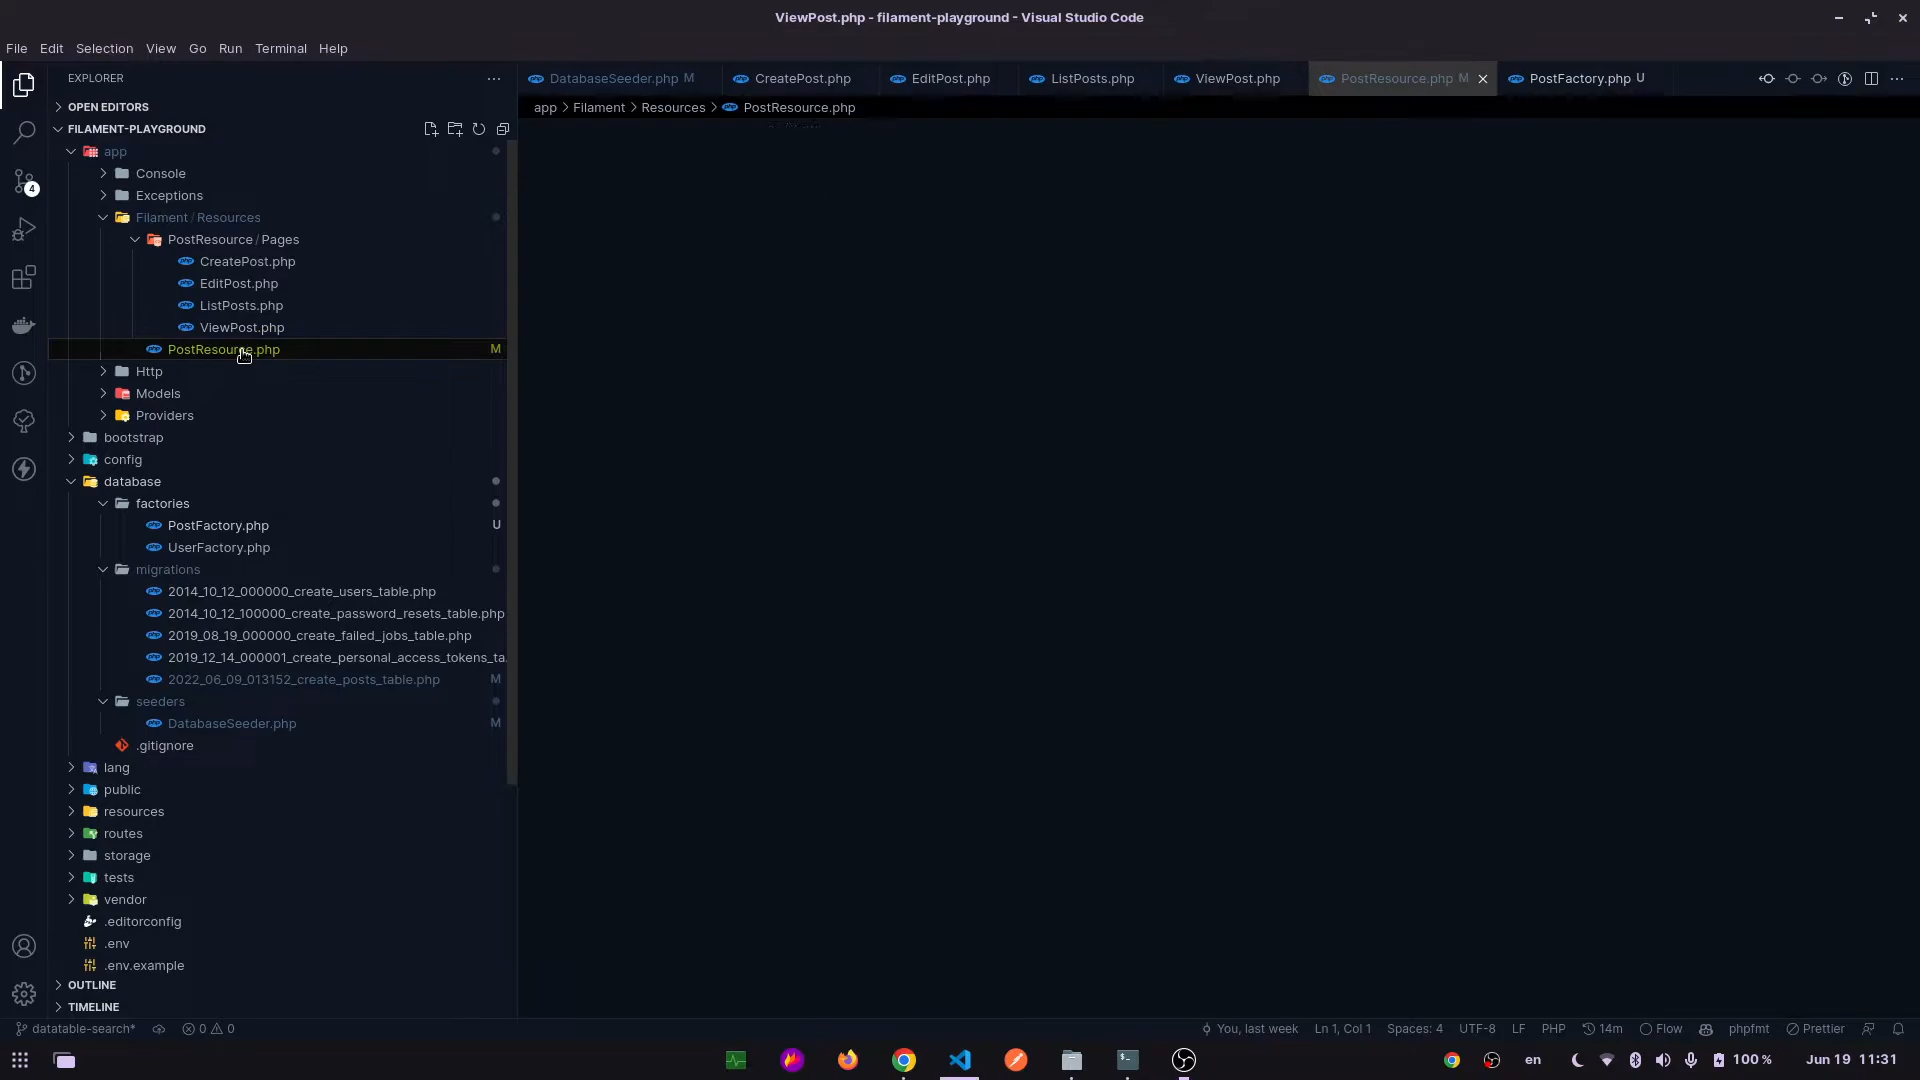 ViewPost.php - filament-playground - Visual Studio Code
File Edit Selection View Go Run Terminal Help
EXPLORER
OPEN EDITORS
FILAMENT-PLAYGROUND
app
Console
Exceptions
Filament / Resources
PostResource / Pages
CreatePost.php
EditPost.php
ListPosts.php
ViewPost.php
PostResource.php M
Http
Models
Providers
bootstrap
config
database
factories
PostFactory.php U
UserFactory.php
migrations
2014_10_12_000000_create_users_table.php
2014_10_12_100000_create_password_resets_table.php
2019_08_19_000000_create_failed_jobs_table.php
2019_12_14_000001_create_personal_access_tokens_ta
2022_06_09_013152_create_posts_table.php M
seeders
DatabaseSeeder.php M
.gitignore
lang
public
resources
routes
storage
tests
vendor
.editorconfig
.env
.env.example
OUTLINE
TIMELINE
4
DatabaseSeeder.php M CreatePost.php EditPost.php ListPosts.php ViewPost.php PostResource.php M PostFactory.php U
app > Filament > Resources > PostResource.php
datatable-search* 0 0 You, last week Ln 1, Col 1 Spaces: 4 UTF-8 LF PHP 14m Flow phpfmt Prettier
en 100 % Jun 19 11:31